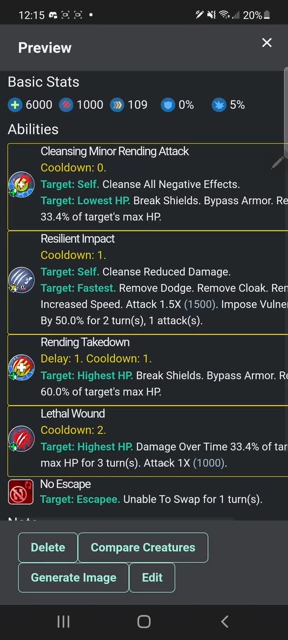 12:15
20%
Preview
Basic Stats
6000 1000 109 0% 5%
Abilities
Cleansing Minor Rending Attack
Cooldown: 0.
Target: Self. Cleanse All Negative Effects.
Target: Lowest HP. Break Shields. Bypass Armor. Re
33.4% of target's max HP.
Resilient Impact
Cooldown: 1.
Target: Self. Cleanse Reduced Damage.
Target: Fastest. Remove Dodge. Remove Cloak. Ren
Increased Speed. Attack 1.5X (1500). Impose Vulne
By 50.0% for 2 turn(s), 1 attack(s).
Rending Takedown
Delay: 1. Cooldown: 1.
Target: Highest HP. Break Shields. Bypass Armor. Re
60.0% of target's max HP.
Lethal Wound
Cooldown: 2.
Target: Highest HP. Damage Over Time 33.4% of tar
max HP for 3 turn(s). Attack 1X (1000).
No Escape
Target: Escapee. Unable To Swap for 1 turn(s).
Delete
Compare Creatures
Generate Image
Edit